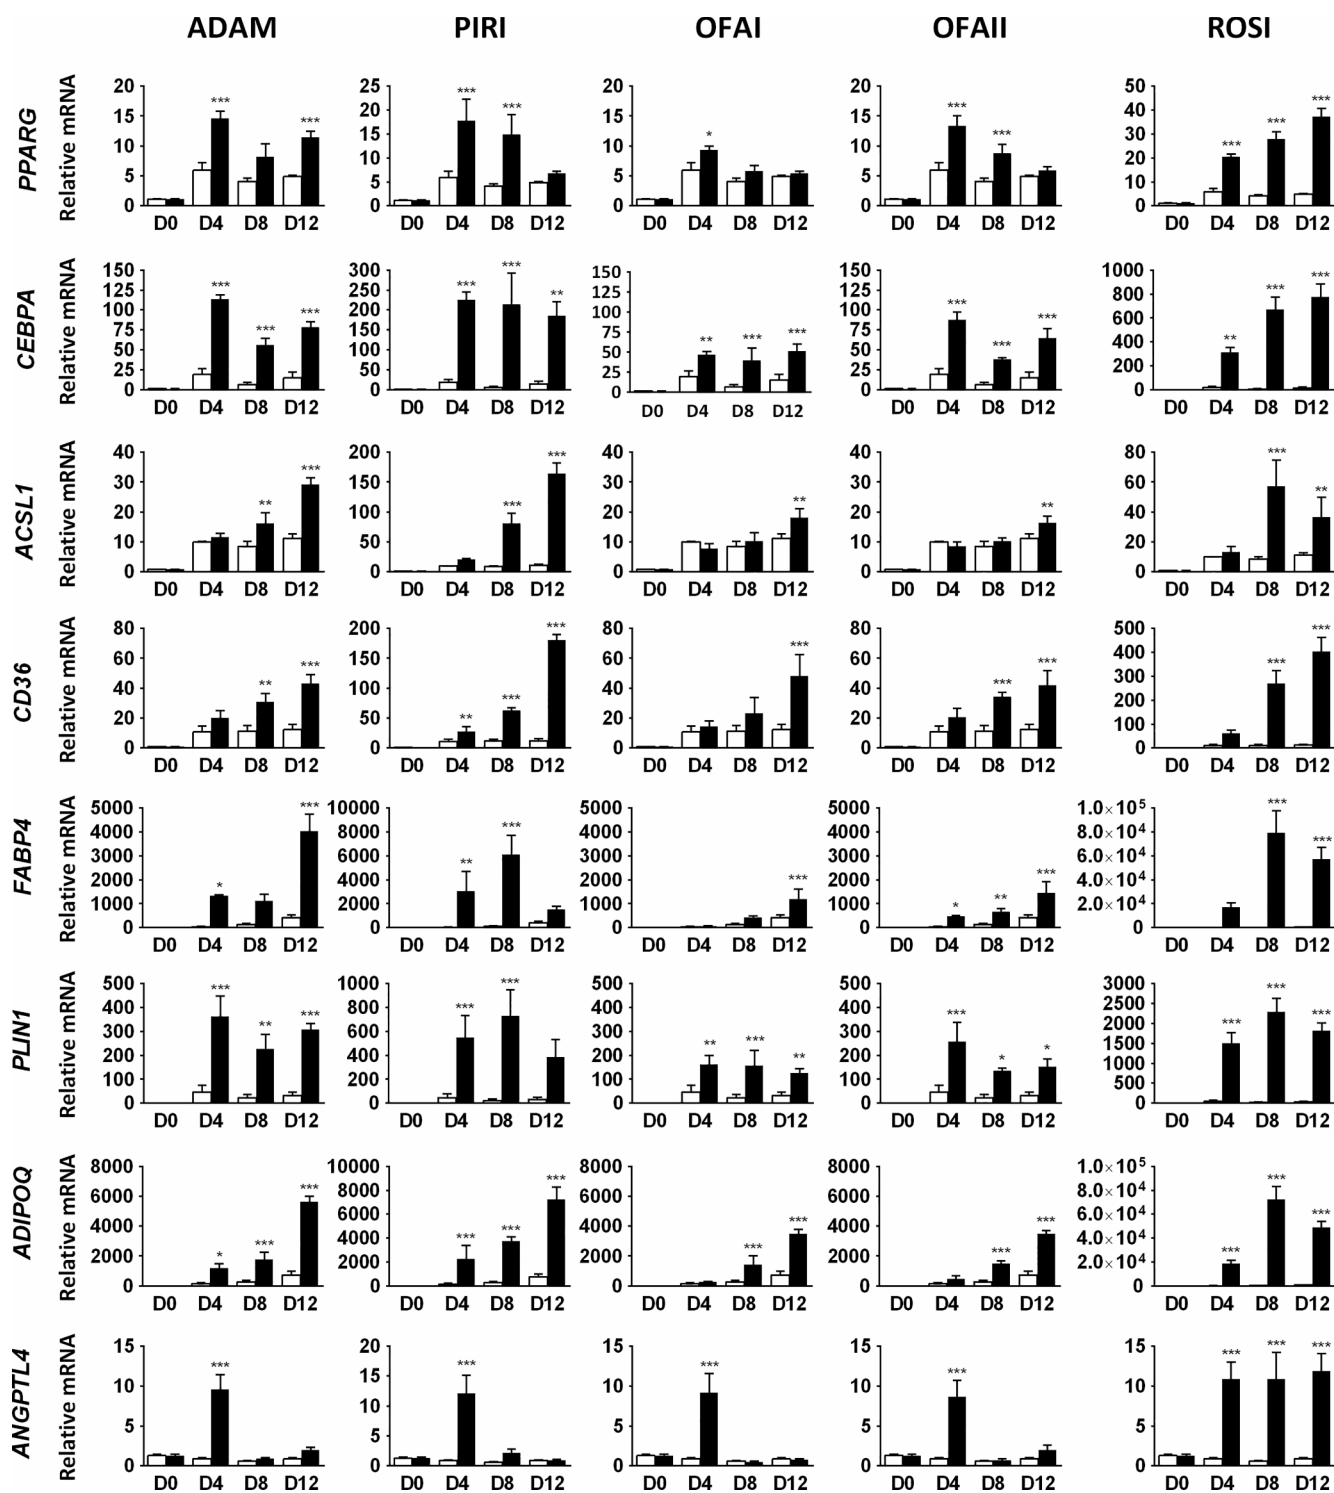 ADAM PIRI OFAI OFAII ROSI
PPARG
Relative mRNA
20 15 10 5 0
*** ***
D0 D4 D8 D12
25 20 15 10 5 0
*** ***
D0 D4 D8 D12
20 15 10 5 0
*
D0 D4 D8 D12
20 15 10 5 0
*** ***
D0 D4 D8 D12
50 40 30 20 10 0
*** *** ***
D0 D4 D8 D12
CEBPA
Relative mRNA
150 125 100 75 50 25 0
*** *** ***
D0 D4 D8 D12
300 250 200 150 100 50 0
*** *** **
D0 D4 D8 D12
150 125 100 75 50 25 0
** *** ***
D0 D4 D8 D12
150 125 100 75 50 25 0
*** *** ***
D0 D4 D8 D12
1000 800 600 400 200 0
** *** ***
D0 D4 D8 D12
ACSL1
Relative mRNA
40 30 20 10 0
** ***
D0 D4 D8 D12
200 150 100 50 0
*** ***
D0 D4 D8 D12
40 30 20 10 0
**
D0 D4 D8 D12
40 30 20 10 0
**
D0 D4 D8 D12
80 60 40 20 0
*** **
D0 D4 D8 D12
CD36
Relative mRNA
80 60 40 20 0
** ***
D0 D4 D8 D12
200 150 100 50 0
** *** ***
D0 D4 D8 D12
80 60 40 20 0
***
D0 D4 D8 D12
80 60 40 20 0
*** ***
D0 D4 D8 D12
500 400 300 200 100 0
*** ***
D0 D4 D8 D12
FABP4
Relative mRNA
5000 4000 3000 2000 1000 0
* ***
D0 D4 D8 D12
10000 8000 6000 4000 2000 0
** ***
D0 D4 D8 D12
5000 4000 3000 2000 1000 0
***
D0 D4 D8 D12
5000 4000 3000 2000 1000 0
* ** ***
D0 D4 D8 D12
1.0×10⁵ 8.0×10⁴ 6.0×10⁴ 4.0×10⁴ 2.0×10⁴ 0
*** ***
D0 D4 D8 D12
PLIN1
Relative mRNA
500 400 300 200 100 0
*** ** ***
D0 D4 D8 D12
1000 800 600 400 200 0
*** ***
D0 D4 D8 D12
500 400 300 200 100 0
** *** **
D0 D4 D8 D12
500 400 300 200 100 0
*** * *
D0 D4 D8 D12
3000 2500 2000 1500 1000 500 0
*** *** ***
D0 D4 D8 D12
ADIPOQ
Relative mRNA
8000 6000 4000 2000 0
* *** ***
D0 D4 D8 D12
10000 8000 6000 4000 2000 0
*** *** ***
D0 D4 D8 D12
8000 6000 4000 2000 0
*** ***
D0 D4 D8 D12
8000 6000 4000 2000 0
*** ***
D0 D4 D8 D12
1.0×10⁵ 8.0×10⁴ 6.0×10⁴ 4.0×10⁴ 2.0×10⁴ 0
*** *** ***
D0 D4 D8 D12
ANGPTL4
Relative mRNA
15 10 5 0
***
D0 D4 D8 D12
20 15 10 5 0
***
D0 D4 D8 D12
15 10 5 0
***
D0 D4 D8 D12
15 10 5 0
***
D0 D4 D8 D12
15 10 5 0
*** *** ***
D0 D4 D8 D12